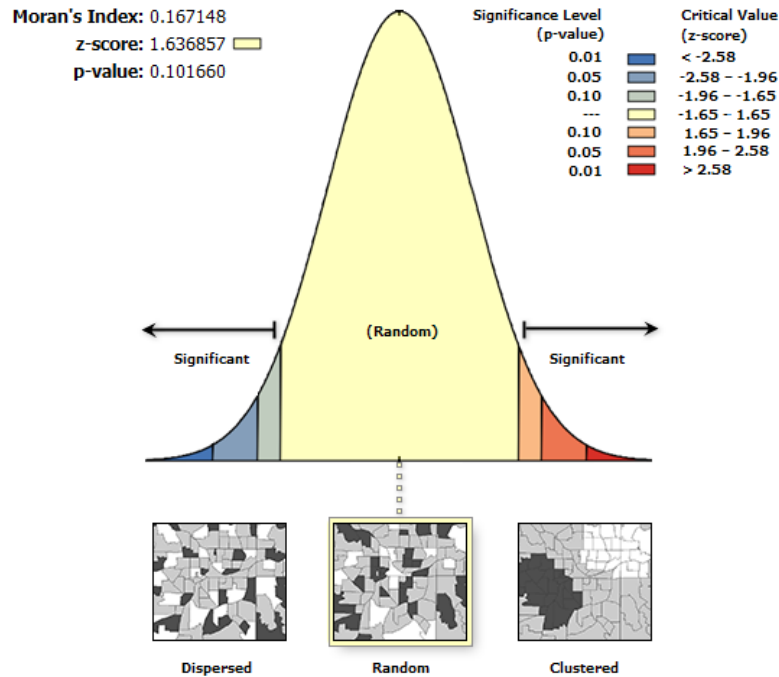 Moran's Index: 0.167148
z-score: 1.636857
p-value: 0.101660
Significance Level
(p-value)
Critical Value
(z-score)
0.01 < -2.58
0.05 -2.58 – -1.96
0.10 -1.96 – -1.65
--- -1.65 – 1.65
0.10 1.65 – 1.96
0.05 1.96 – 2.58
0.01 > 2.58
(Random)
Significant
Significant
Dispersed
Random
Clustered